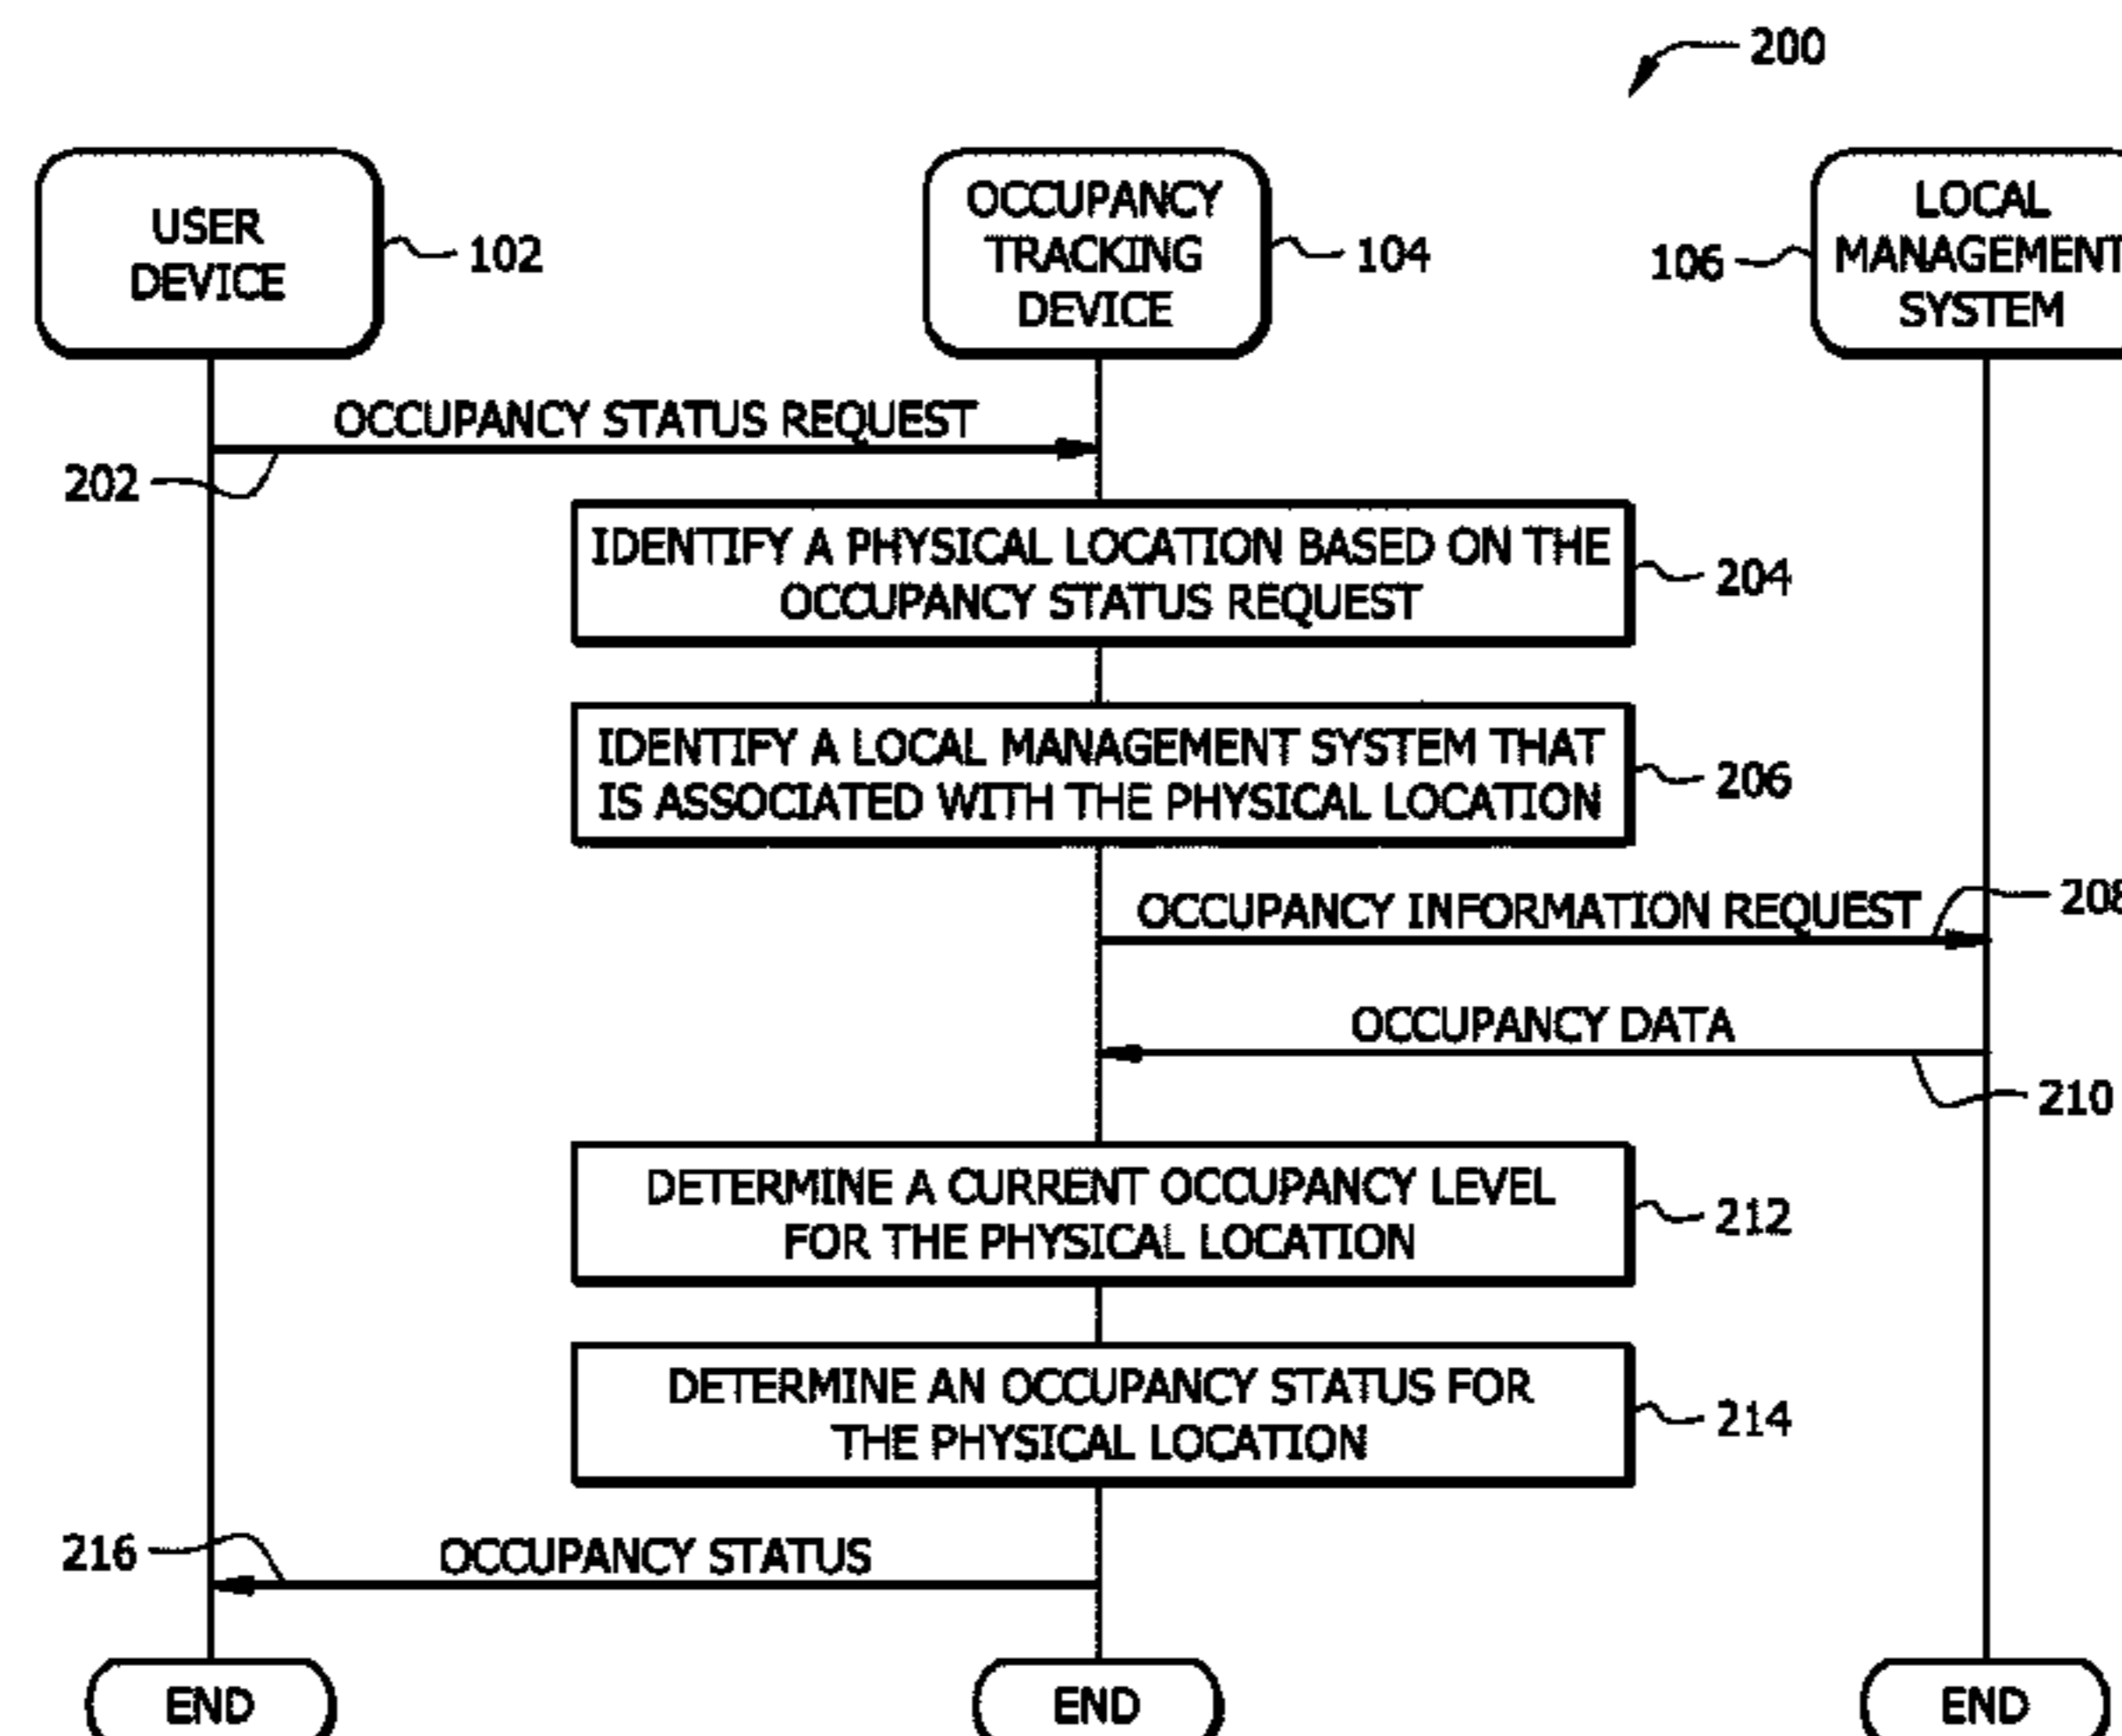 200
USER
DEVICE
102
OCCUPANCY
TRACKING
DEVICE
104
106
LOCAL
MANAGEMENT
SYSTEM
OCCUPANCY STATUS REQUEST
202
IDENTIFY A PHYSICAL LOCATION BASED ON THE
OCCUPANCY STATUS REQUEST
204
IDENTIFY A LOCAL MANAGEMENT SYSTEM THAT
IS ASSOCIATED WITH THE PHYSICAL LOCATION
206
OCCUPANCY INFORMATION REQUEST
208
OCCUPANCY DATA
210
DETERMINE A CURRENT OCCUPANCY LEVEL
FOR THE PHYSICAL LOCATION
212
DETERMINE AN OCCUPANCY STATUS FOR
THE PHYSICAL LOCATION
214
216
OCCUPANCY STATUS
END
END
END